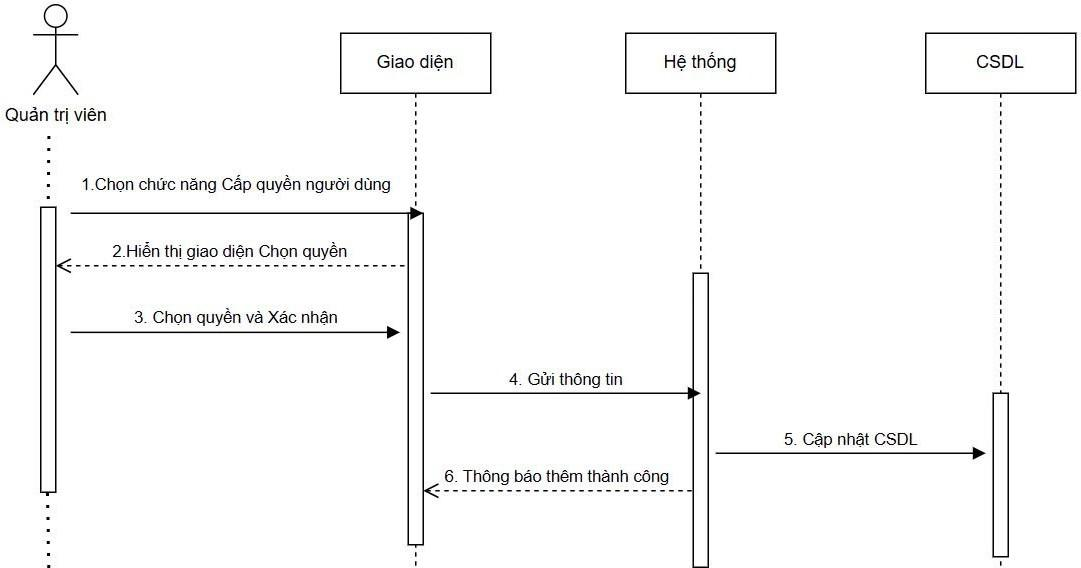 Giao diện
Hệ thống
CSDL
Quản trị viên
1.Chọn chức năng Cấp quyền người dùng
2.Hiển thị giao diện Chọn quyền
3. Chọn quyền và Xác nhận
4. Gửi thông tin
5. Cập nhật CSDL
6. Thông báo thêm thành công